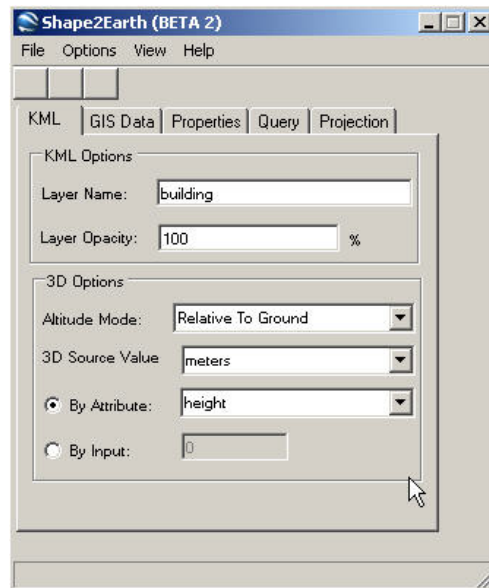 Shape2Earth (BETA 2)
File Options View Help
KML GIS Data Properties Query Projection
KML Options
Layer Name: building
Layer Opacity: 100 %
3D Options
Altitude Mode: Relative To Ground
3D Source Value meters
By Attribute: height
By Input: 0